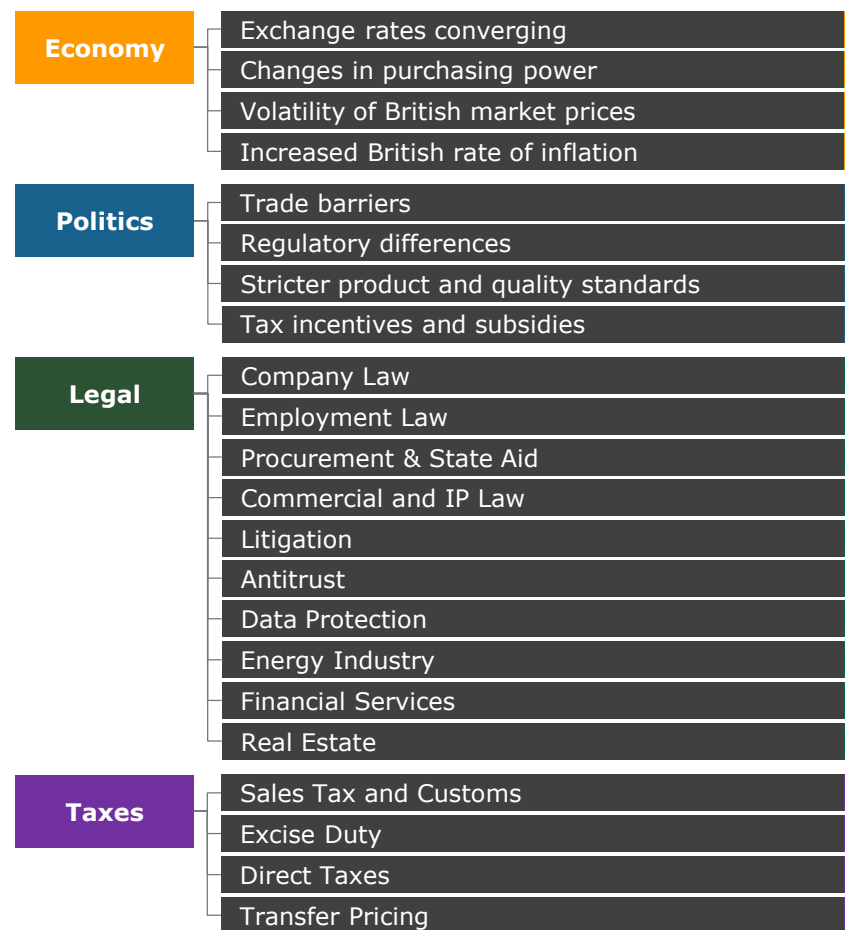 Economy
Exchange rates converging
Changes in purchasing power
Volatility of British market prices
Increased British rate of inflation
Politics
Trade barriers
Regulatory differences
Stricter product and quality standards
Tax incentives and subsidies
Legal
Company Law
Employment Law
Procurement & State Aid
Commercial and IP Law
Litigation
Antitrust
Data Protection
Energy Industry
Financial Services
Real Estate
Taxes
Sales Tax and Customs
Excise Duty
Direct Taxes
Transfer Pricing